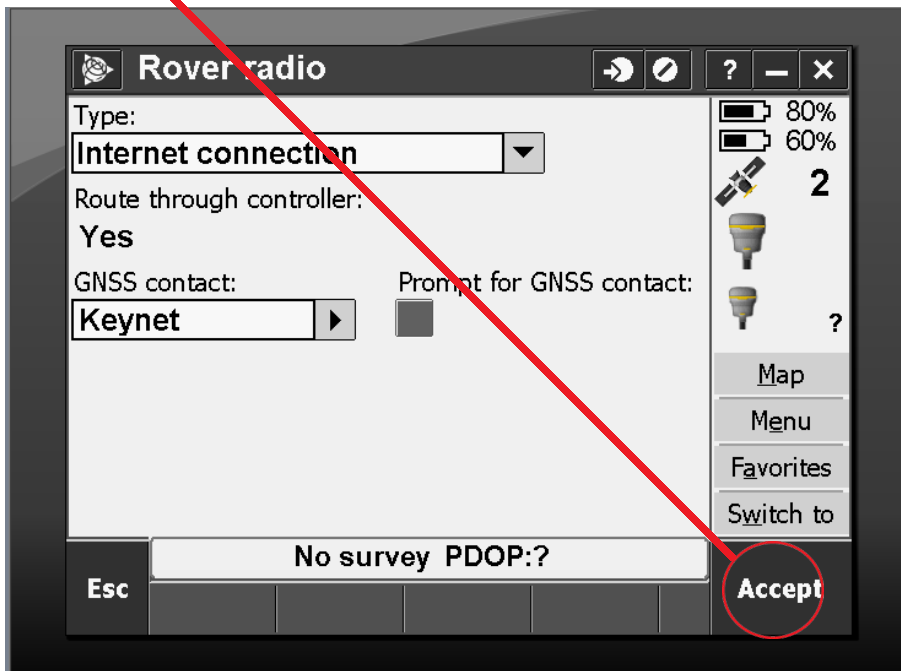 Rover radio
? – ×
Type:
80%
Internet connection
60%
2
Route through controller:
Yes
GNSS contact:
Prompt for GNSS contact:
Keynet
?
Map
Menu
Favorites
Switch to
No survey PDOP:?
Esc
Accept